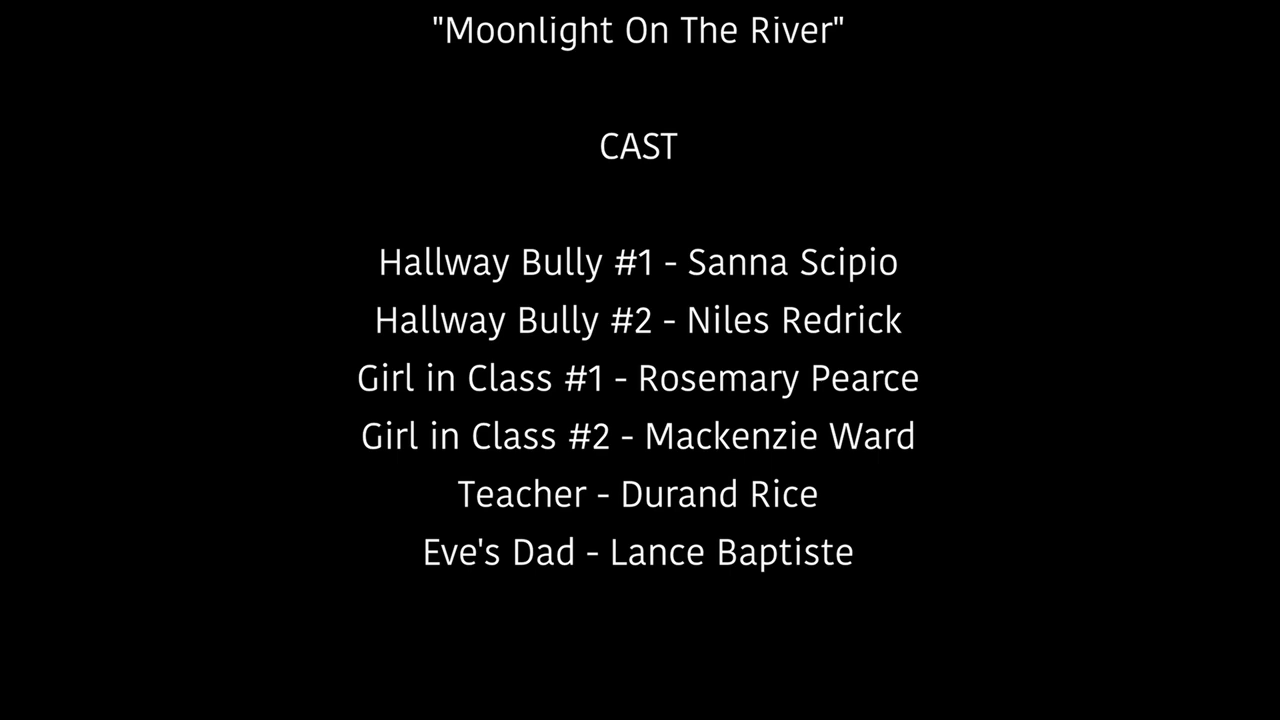 "Moonlight On The River"
CAST
Hallway Bully #1 - Sanna Scipio
Hallway Bully #2 - Niles Redrick
Girl in Class #1 - Rosemary Pearce
Girl in Class #2 - Mackenzie Ward
Teacher - Durand Rice
Eve's Dad - Lance Baptiste